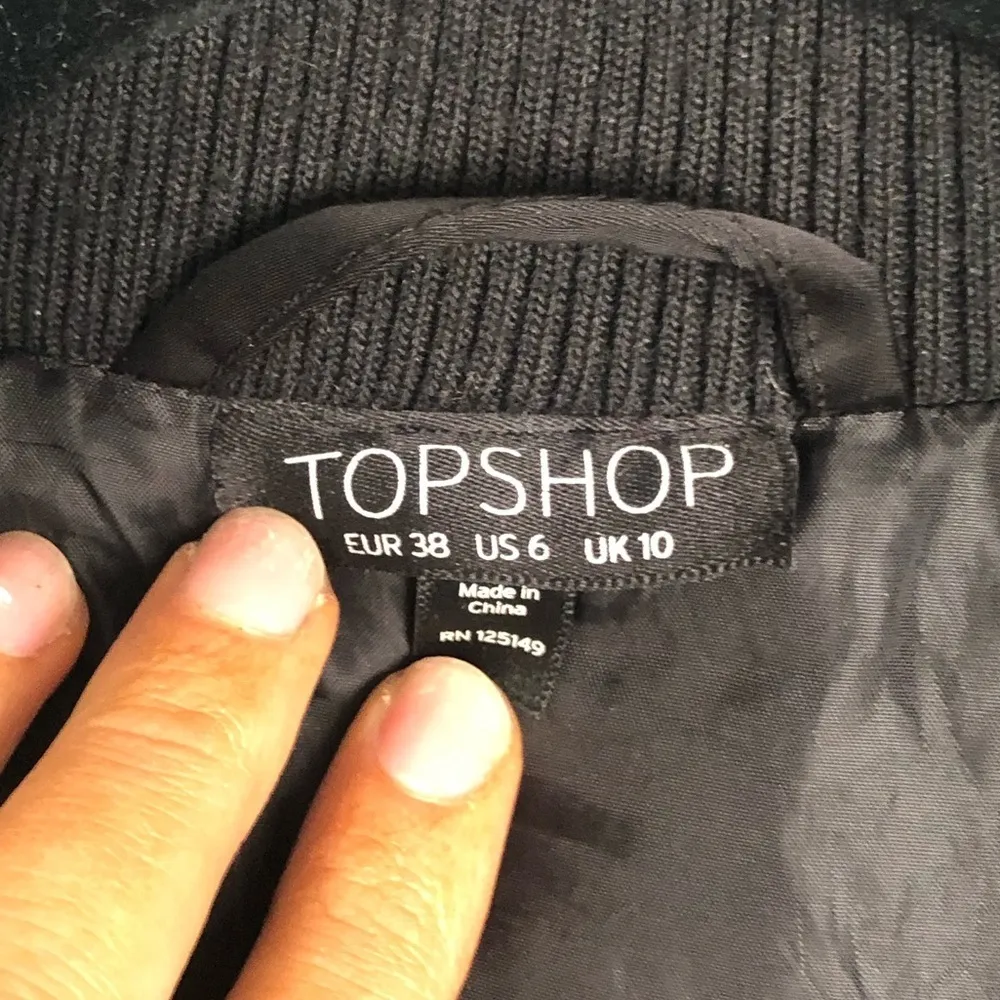 TOPSHOP
EUR 38 US 6 UK 10
Made in
China
RN 125149